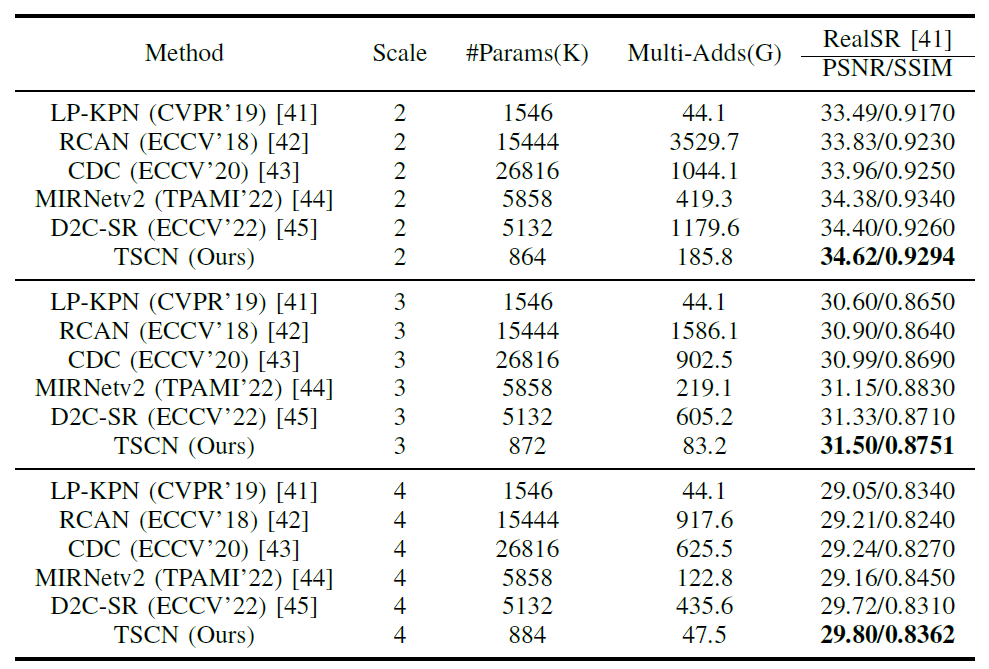 Method Scale #Params(K) Multi-Adds(G) RealSR [41]
PSNR/SSIM
LP-KPN (CVPR’19) [41] 2 1546 44.1 33.49/0.9170
RCAN (ECCV’18) [42] 2 15444 3529.7 33.83/0.9230
CDC (ECCV’20) [43] 2 26816 1044.1 33.96/0.9250
MIRNetv2 (TPAMI’22) [44] 2 5858 419.3 34.38/0.9340
D2C-SR (ECCV’22) [45] 2 5132 1179.6 34.40/0.9260
TSCN (Ours) 2 864 185.8 34.62/0.9294
LP-KPN (CVPR’19) [41] 3 1546 44.1 30.60/0.8650
RCAN (ECCV’18) [42] 3 15444 1586.1 30.90/0.8640
CDC (ECCV’20) [43] 3 26816 902.5 30.99/0.8690
MIRNetv2 (TPAMI’22) [44] 3 5858 219.1 31.15/0.8830
D2C-SR (ECCV’22) [45] 3 5132 605.2 31.33/0.8710
TSCN (Ours) 3 872 83.2 31.50/0.8751
LP-KPN (CVPR’19) [41] 4 1546 44.1 29.05/0.8340
RCAN (ECCV’18) [42] 4 15444 917.6 29.21/0.8240
CDC (ECCV’20) [43] 4 26816 625.5 29.24/0.8270
MIRNetv2 (TPAMI’22) [44] 4 5858 122.8 29.16/0.8450
D2C-SR (ECCV’22) [45] 4 5132 435.6 29.72/0.8310
TSCN (Ours) 4 884 47.5 29.80/0.8362